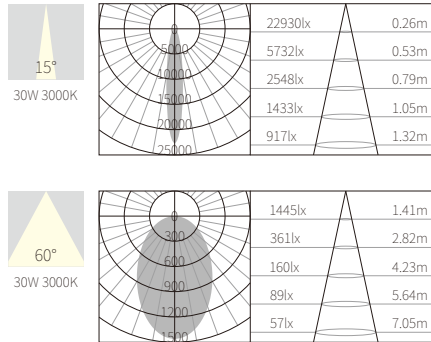 15°
30W 3000K
0
5000
10000
15000
20000
25000
22930lx 0.26m
5732lx 0.53m
2548lx 0.79m
1433lx 1.05m
917lx 1.32m
60°
30W 3000K
0
300
600
900
1200
1500
1445lx 1.41m
361lx 2.82m
160lx 4.23m
89lx 5.64m
57lx 7.05m